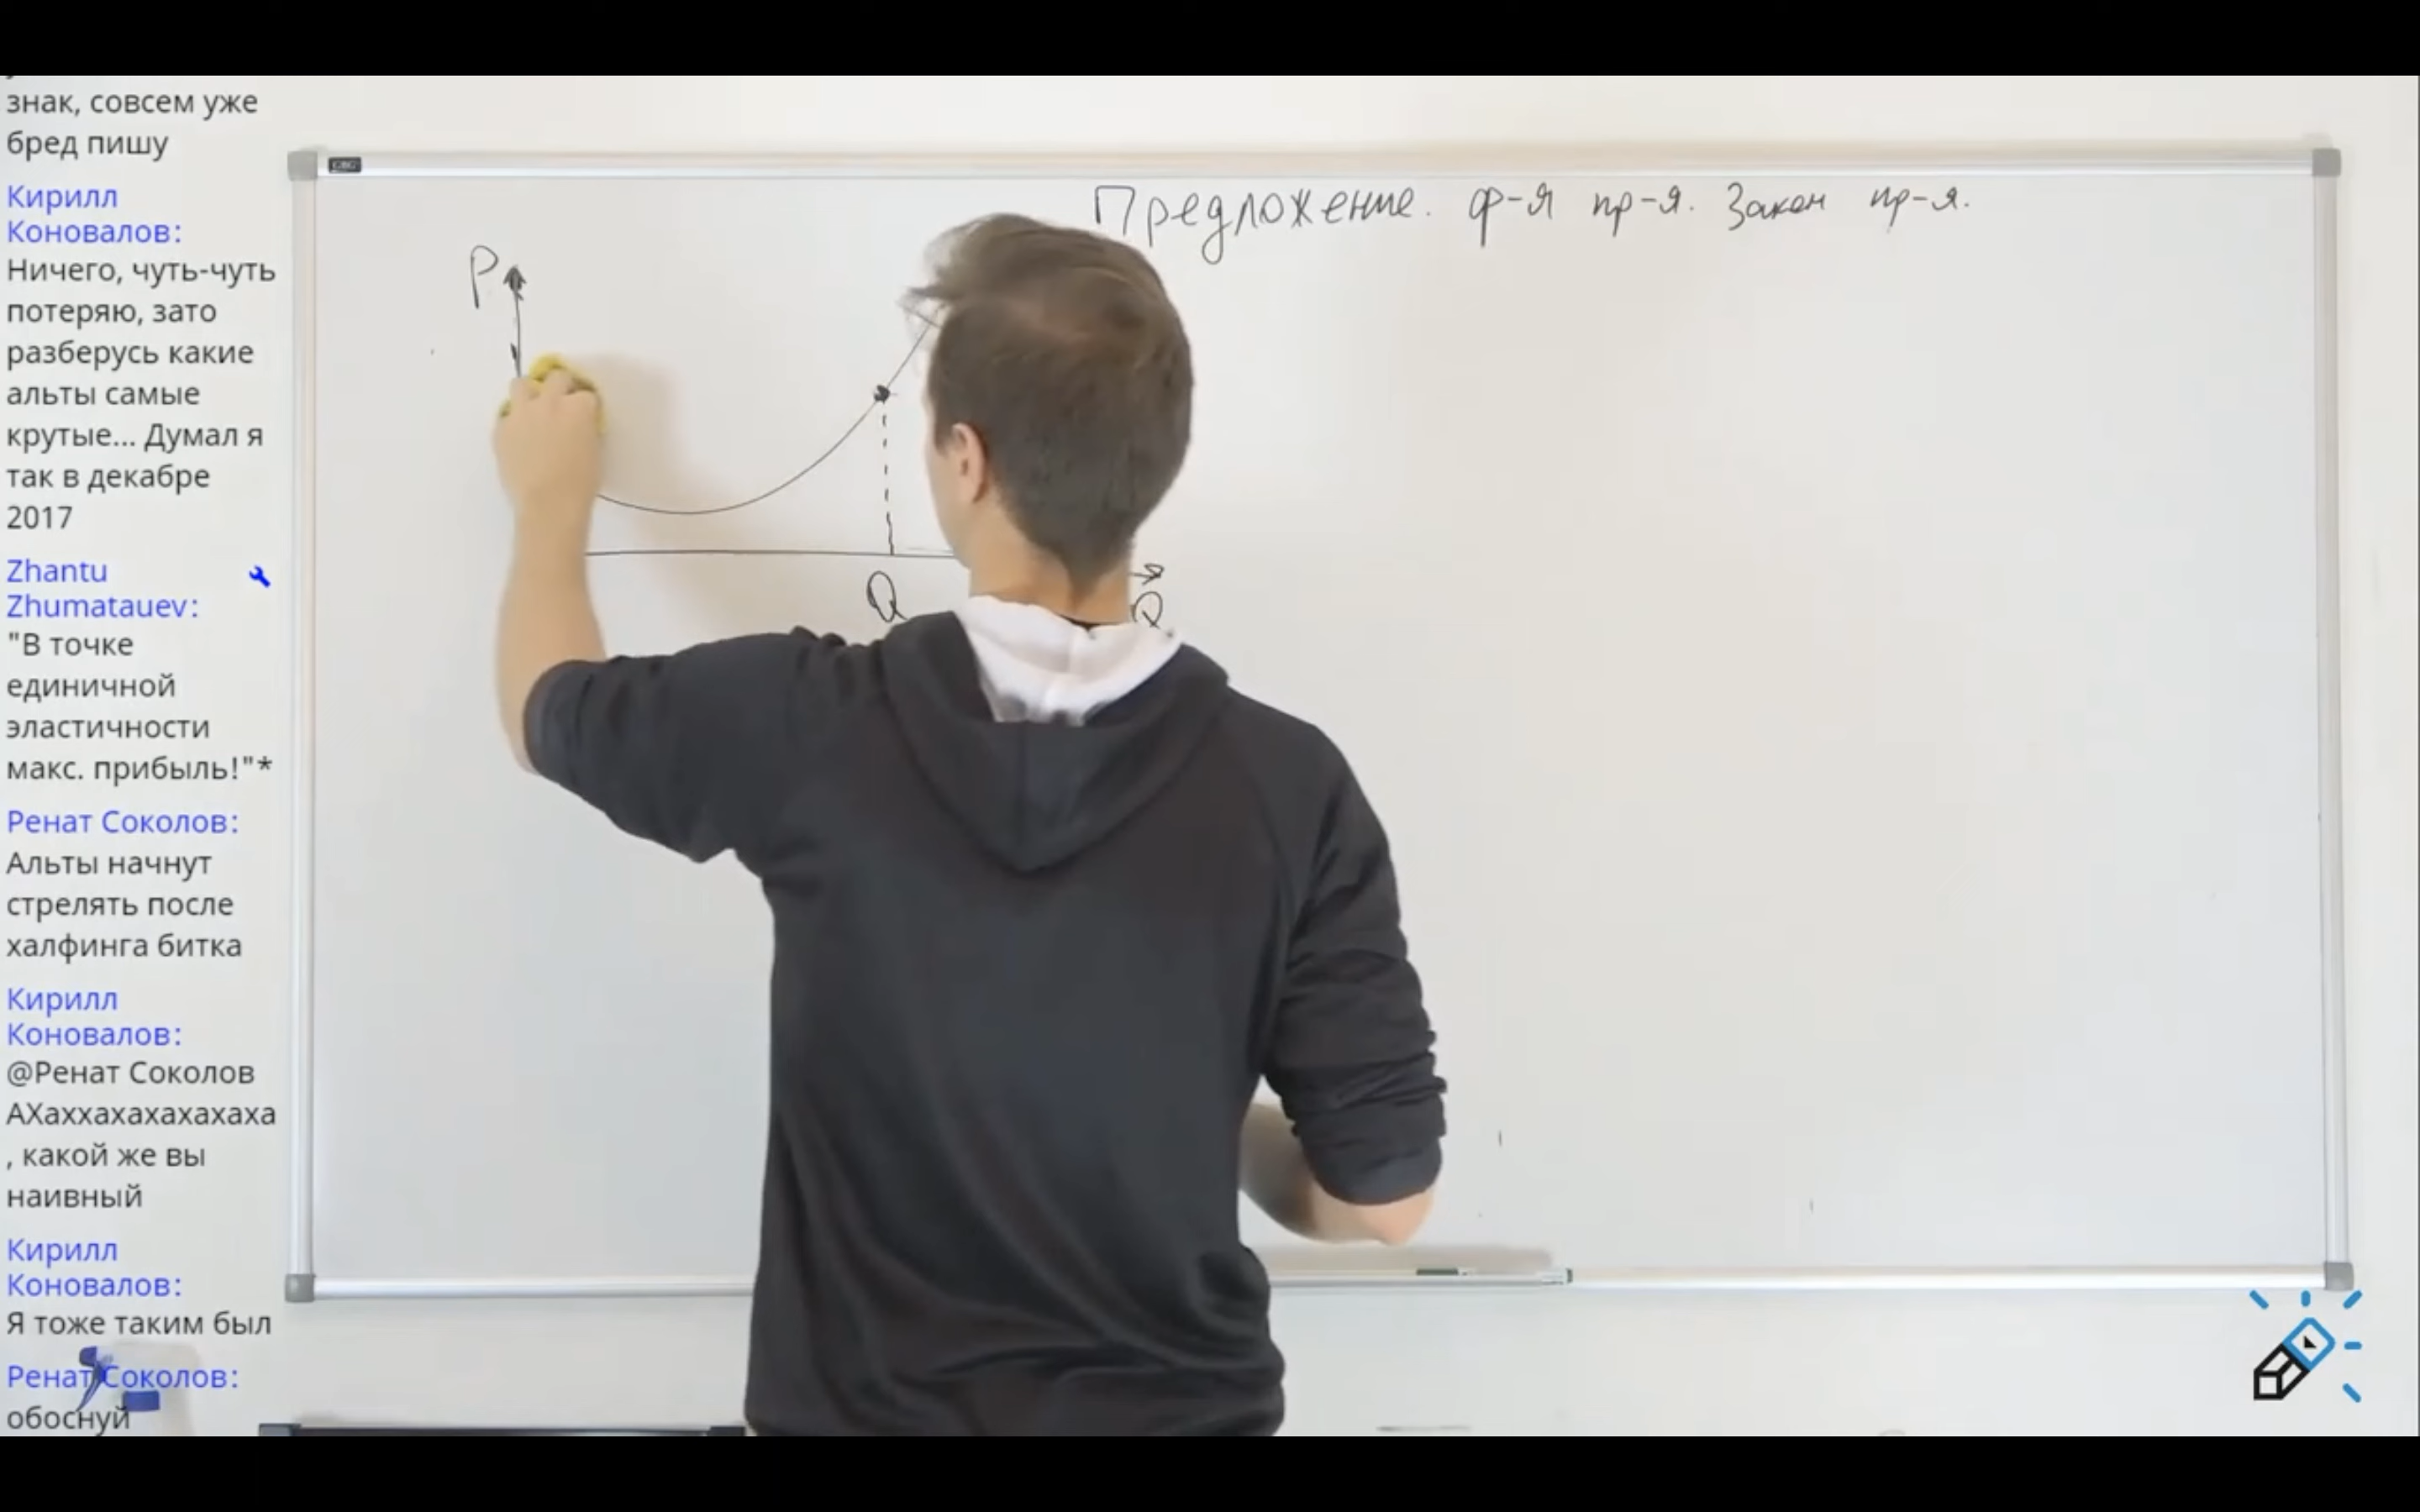 знак, совсем уже
бред пишу
Кирилл
Коновалов:
Ничего, чуть-чуть
потеряю, зато
разберусь какие
альты самые
крутые... Думал я
так в декабре
2017
Zhantu
Zhumatauev:
"В точке
единичной
эластичности
макс. прибыль!"*
Ренат Соколов:
Альты начнут
стрелять после
халфинга битка
Кирилл
Коновалов:
@Ренат Соколов
АХаххахахахахаха
, какой же вы
наивный
Кирилл
Коновалов:
Я тоже таким был
Ренат Соколов:
обоснуй
Предложение. ф-я пр-я. Закон пр-я.
P
Q
Q